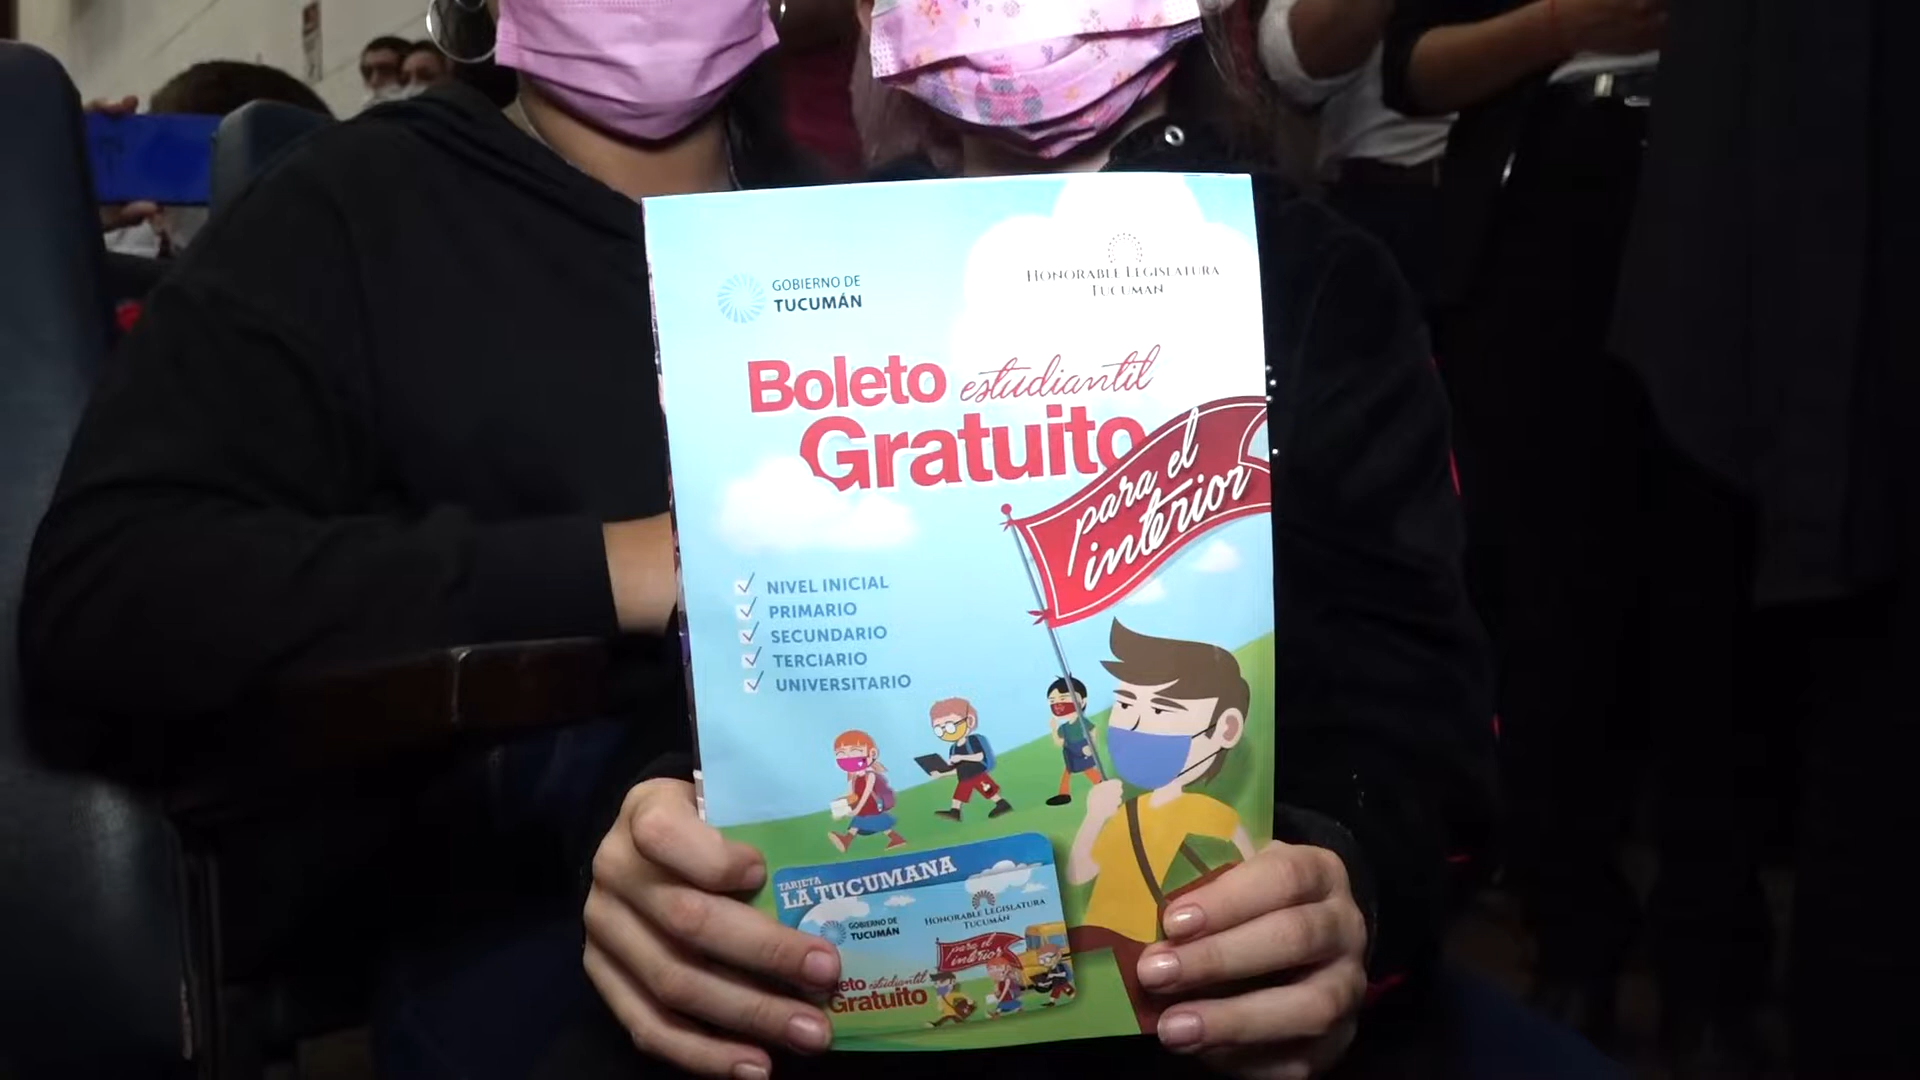 GOBIERNO DE
TUCUMÁN
HONORABLE LEGISLATURA
TUCUMÁN
Boleto estudiantil
Gratuito
para el
interior
NIVEL INICIAL
PRIMARIO
SECUNDARIO
TERCIARIO
UNIVERSITARIO
TARJETA
LA TUCUMANA
GOBIERNO DE
TUCUMÁN
HONORABLE LEGISLATURA
TUCUMÁN
para el
interior
eto estudiantil
Gratuito